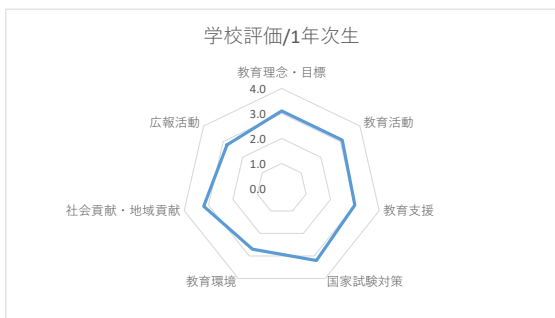 学校評価/1年次生
教育理念・目標
4.0
3.0
2.0
1.0
0.0
教育活動
教育支援
国家試験対策
教育環境
社会貢献・地域貢献
広報活動